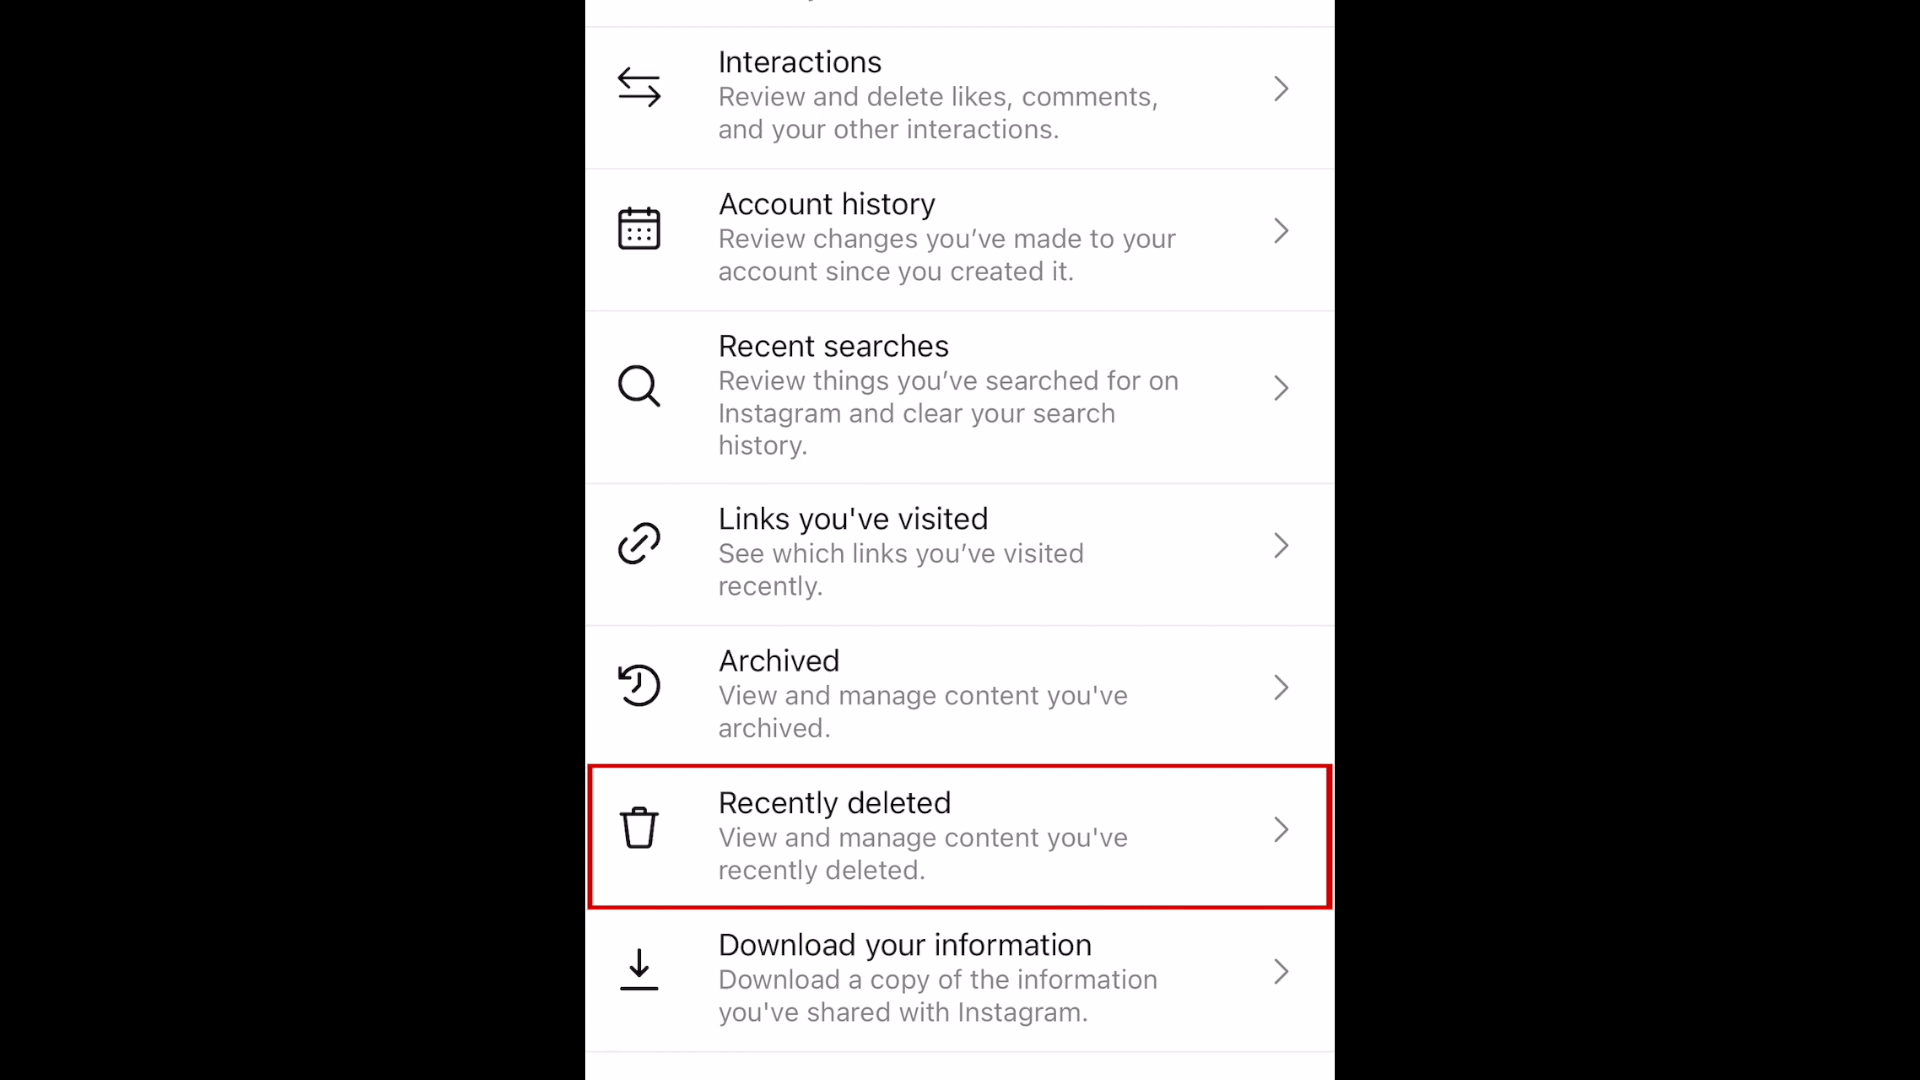 Interactions
Review and delete likes, comments,
and your other interactions.
Account history
Review changes you’ve made to your
account since you created it.
Recent searches
Review things you’ve searched for on
Instagram and clear your search
history.
Links you've visited
See which links you’ve visited
recently.
Archived
View and manage content you've
archived.
Recently deleted
View and manage content you've
recently deleted.
Download your information
Download a copy of the information
you've shared with Instagram.